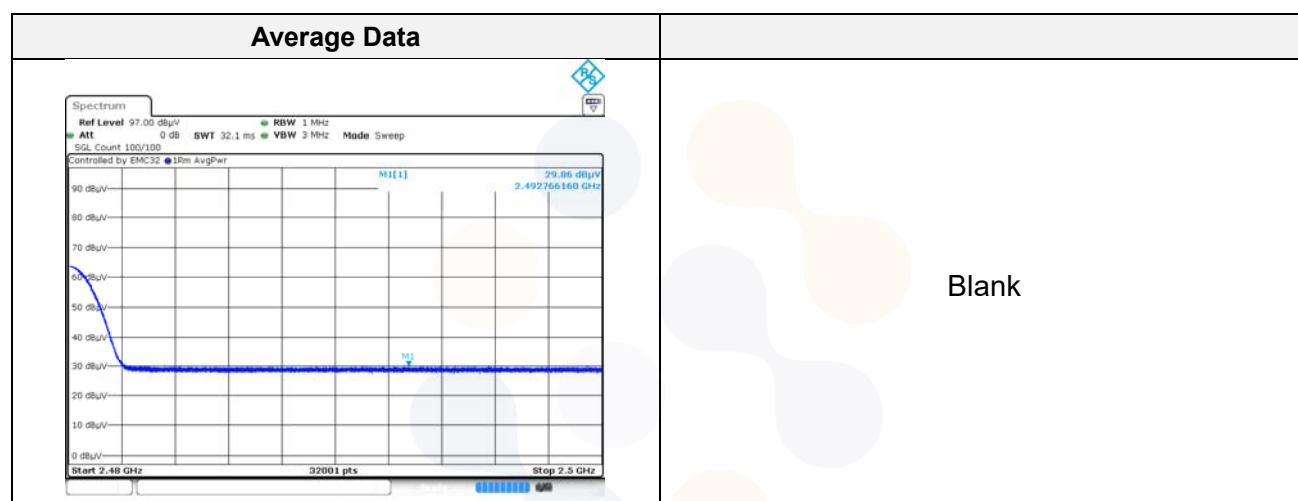 Average Data
Spectrum
Ref Level 97.00 dBµV RBW 1 MHz
Att 0 dB SWT 32.1 ms VBW 3 MHz Mode Sweep
SGL Count 100/100
Controlled by EMC32 1Rm AvgPwr
M1[1] 29.86 dBµV
2.492766160 GHz
90 dBµV
80 dBµV
70 dBµV
60 dBµV
50 dBµV
40 dBµV
M1
30 dBµV
20 dBµV
10 dBµV
0 dBµV
Start 2.48 GHz 32001 pts Stop 2.5 GHz
Blank